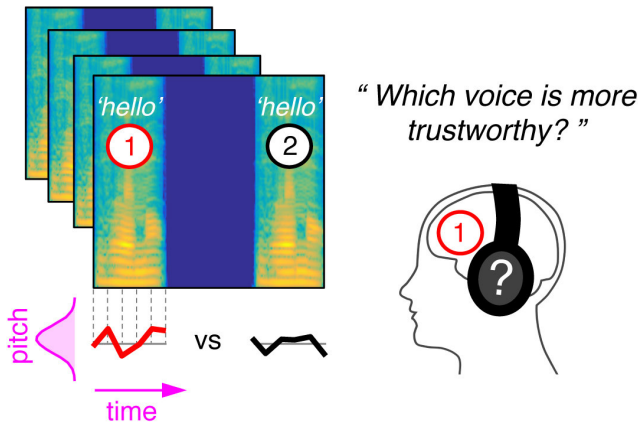 'hello'
'hello'
1
2
" Which voice is more
trustworthy? "
1
?
pitch
vs
time